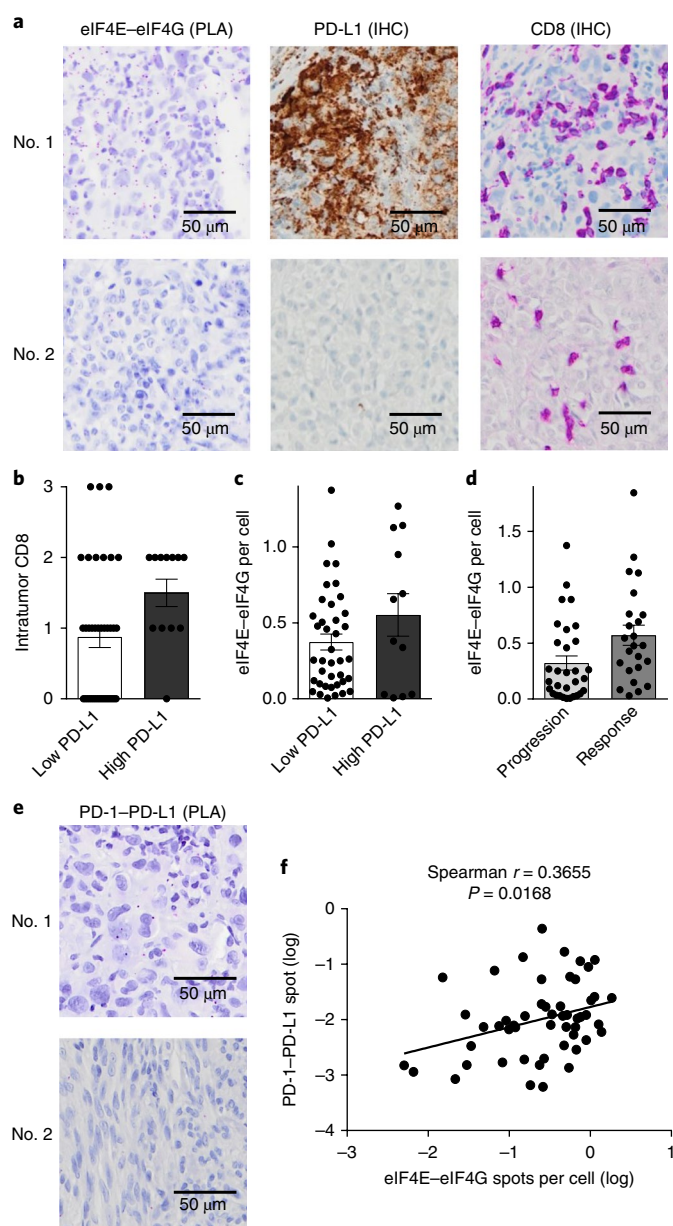 a
eIF4E–eIF4G (PLA) PD-L1 (IHC) CD8 (IHC)
No. 1
50 µm 50 µm 50 µm
No. 2
50 µm 50 µm 50 µm
b
Intratumor CD8
3
2
1
0
Low PD-L1 High PD-L1
c
eIF4E–eIF4G per cell
1.0
0.5
0.0
Low PD-L1 High PD-L1
d
eIF4E–eIF4G per cell
1.5
1.0
0.5
0.0
Progression Response
e
PD-1–PD-L1 (PLA)
No. 1
50 µm
No. 2
50 µm
f
Spearman r = 0.3655
P = 0.0168
PD-1–PD-L1 spot (log)
0
–1
–2
–3
–4
–3 –2 –1 0 1
eIF4E–eIF4G spots per cell (log)